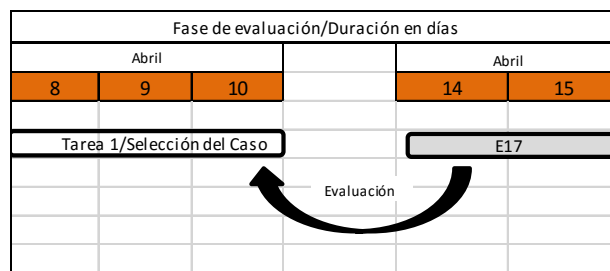 Fase de evaluación/Duración en días
Abril Abril
8 9 10 14 15
Tarea 1/Selección del Caso E17
Evaluación